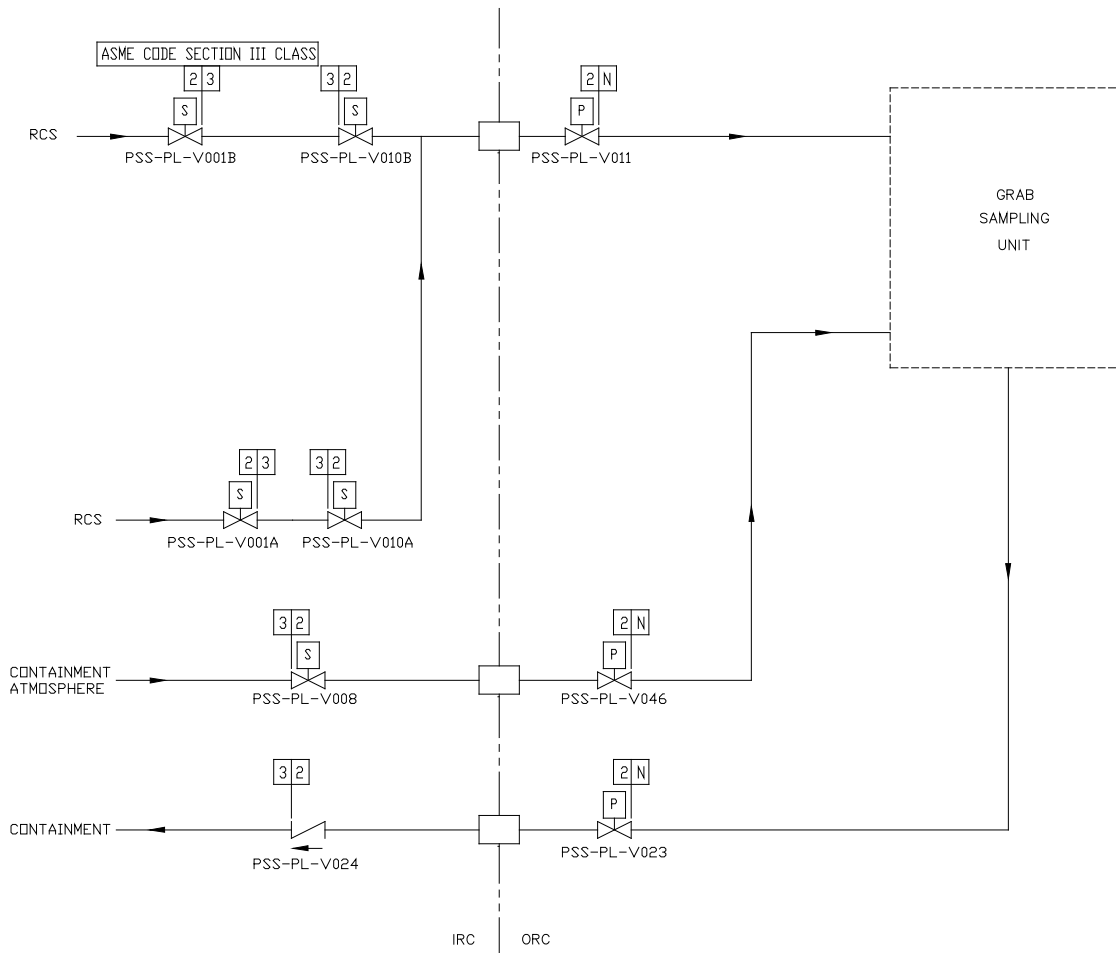 ASME CODE SECTION III CLASS
2 3
3 2
2 N
S
S
P
RCS
PSS-PL-V001B
PSS-PL-V010B
PSS-PL-V011
GRAB
SAMPLING
UNIT
2 3
3 2
S
S
RCS
PSS-PL-V001A
PSS-PL-V010A
3 2
2 N
S
P
CONTAINMENT
ATMOSPHERE
PSS-PL-V008
PSS-PL-V046
3 2
2 N
P
CONTAINMENT
PSS-PL-V024
PSS-PL-V023
IRC
ORC